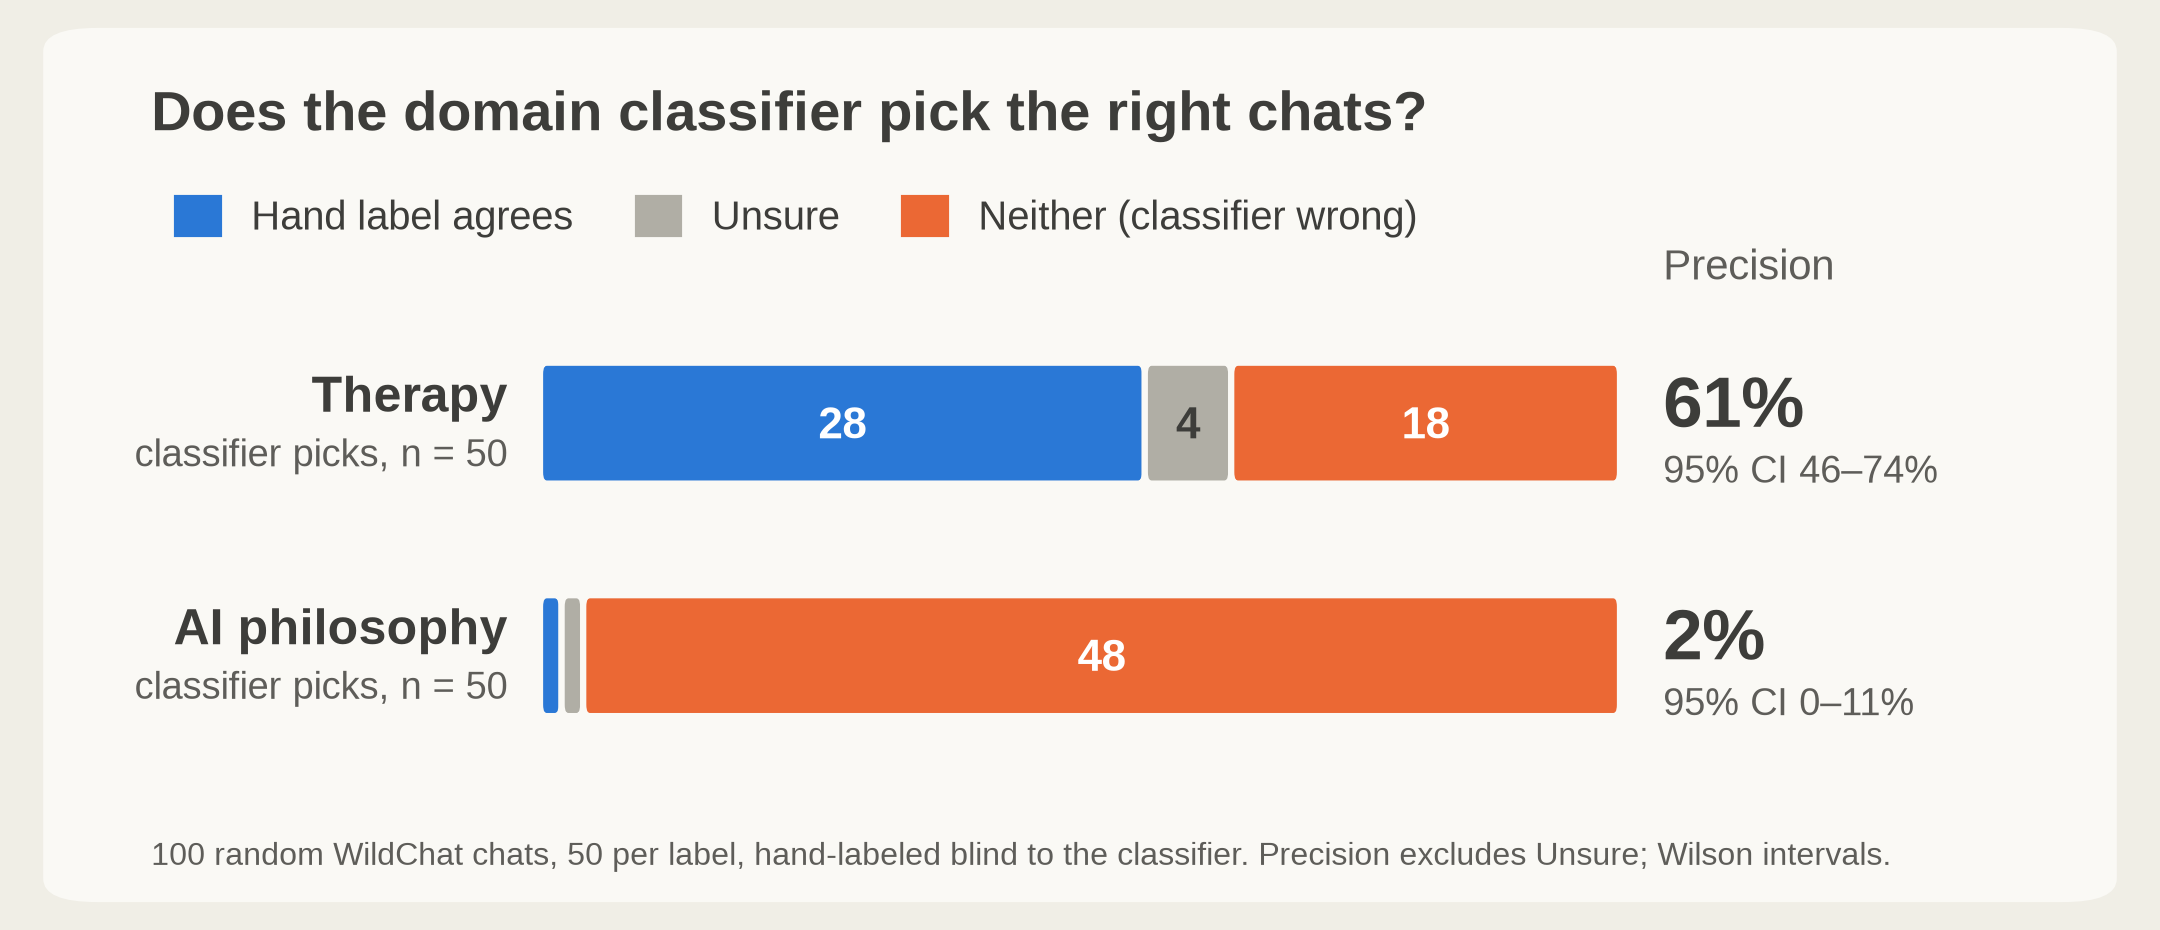 Does the domain classifier pick the right chats?
Hand label agrees
Unsure
Neither (classifier wrong)
Precision
Therapy
classifier picks, n = 50
28
4
18
61%
95% CI 46–74%
AI philosophy
classifier picks, n = 50
48
2%
95% CI 0–11%
100 random WildChat chats, 50 per label, hand-labeled blind to the classifier. Precision excludes Unsure; Wilson intervals.